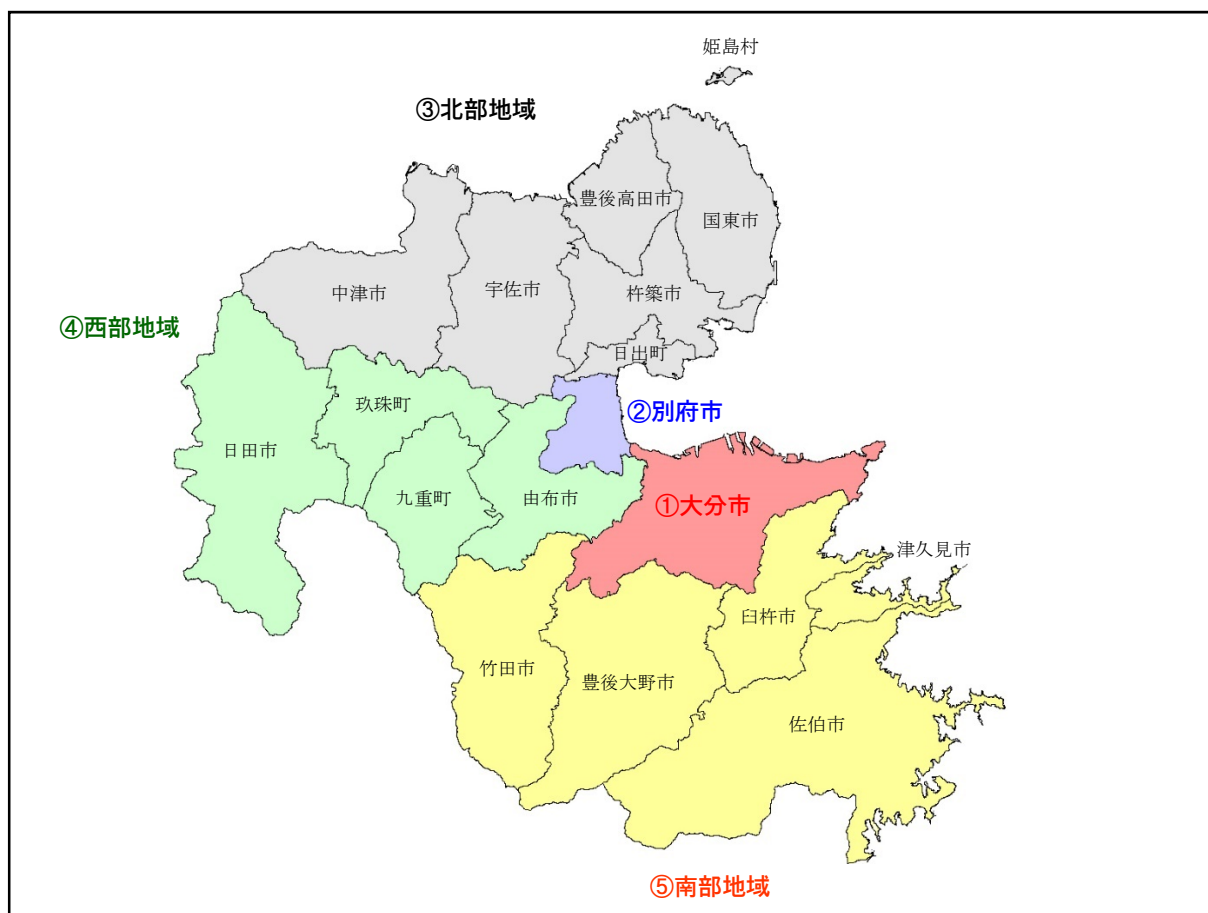 姫島村
③北部地域
豊後高田市
国東市
中津市
宇佐市
杵築市
④西部地域
日出町
玖珠町
②別府市
日田市
九重町
由布市
①大分市
津久見市
臼杵市
竹田市
豊後大野市
佐伯市
⑤南部地域